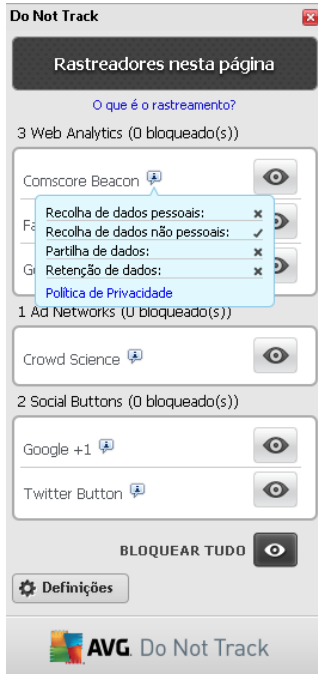 Do Not Track
Rastreadores nesta página
O que é o rastreamento?
3 Web Analytics (0 bloqueado(s))
Comscore Beacon
Recolha de dados pessoais:
Recolha de dados não pessoais:
Partilha de dados:
Retenção de dados:
Política de Privacidade
1 Ad Networks (0 bloqueado(s))
Crowd Science
2 Social Buttons (0 bloqueado(s))
Google +1
Twitter Button
BLOQUEAR TUDO
Definições
AVG. Do Not Track